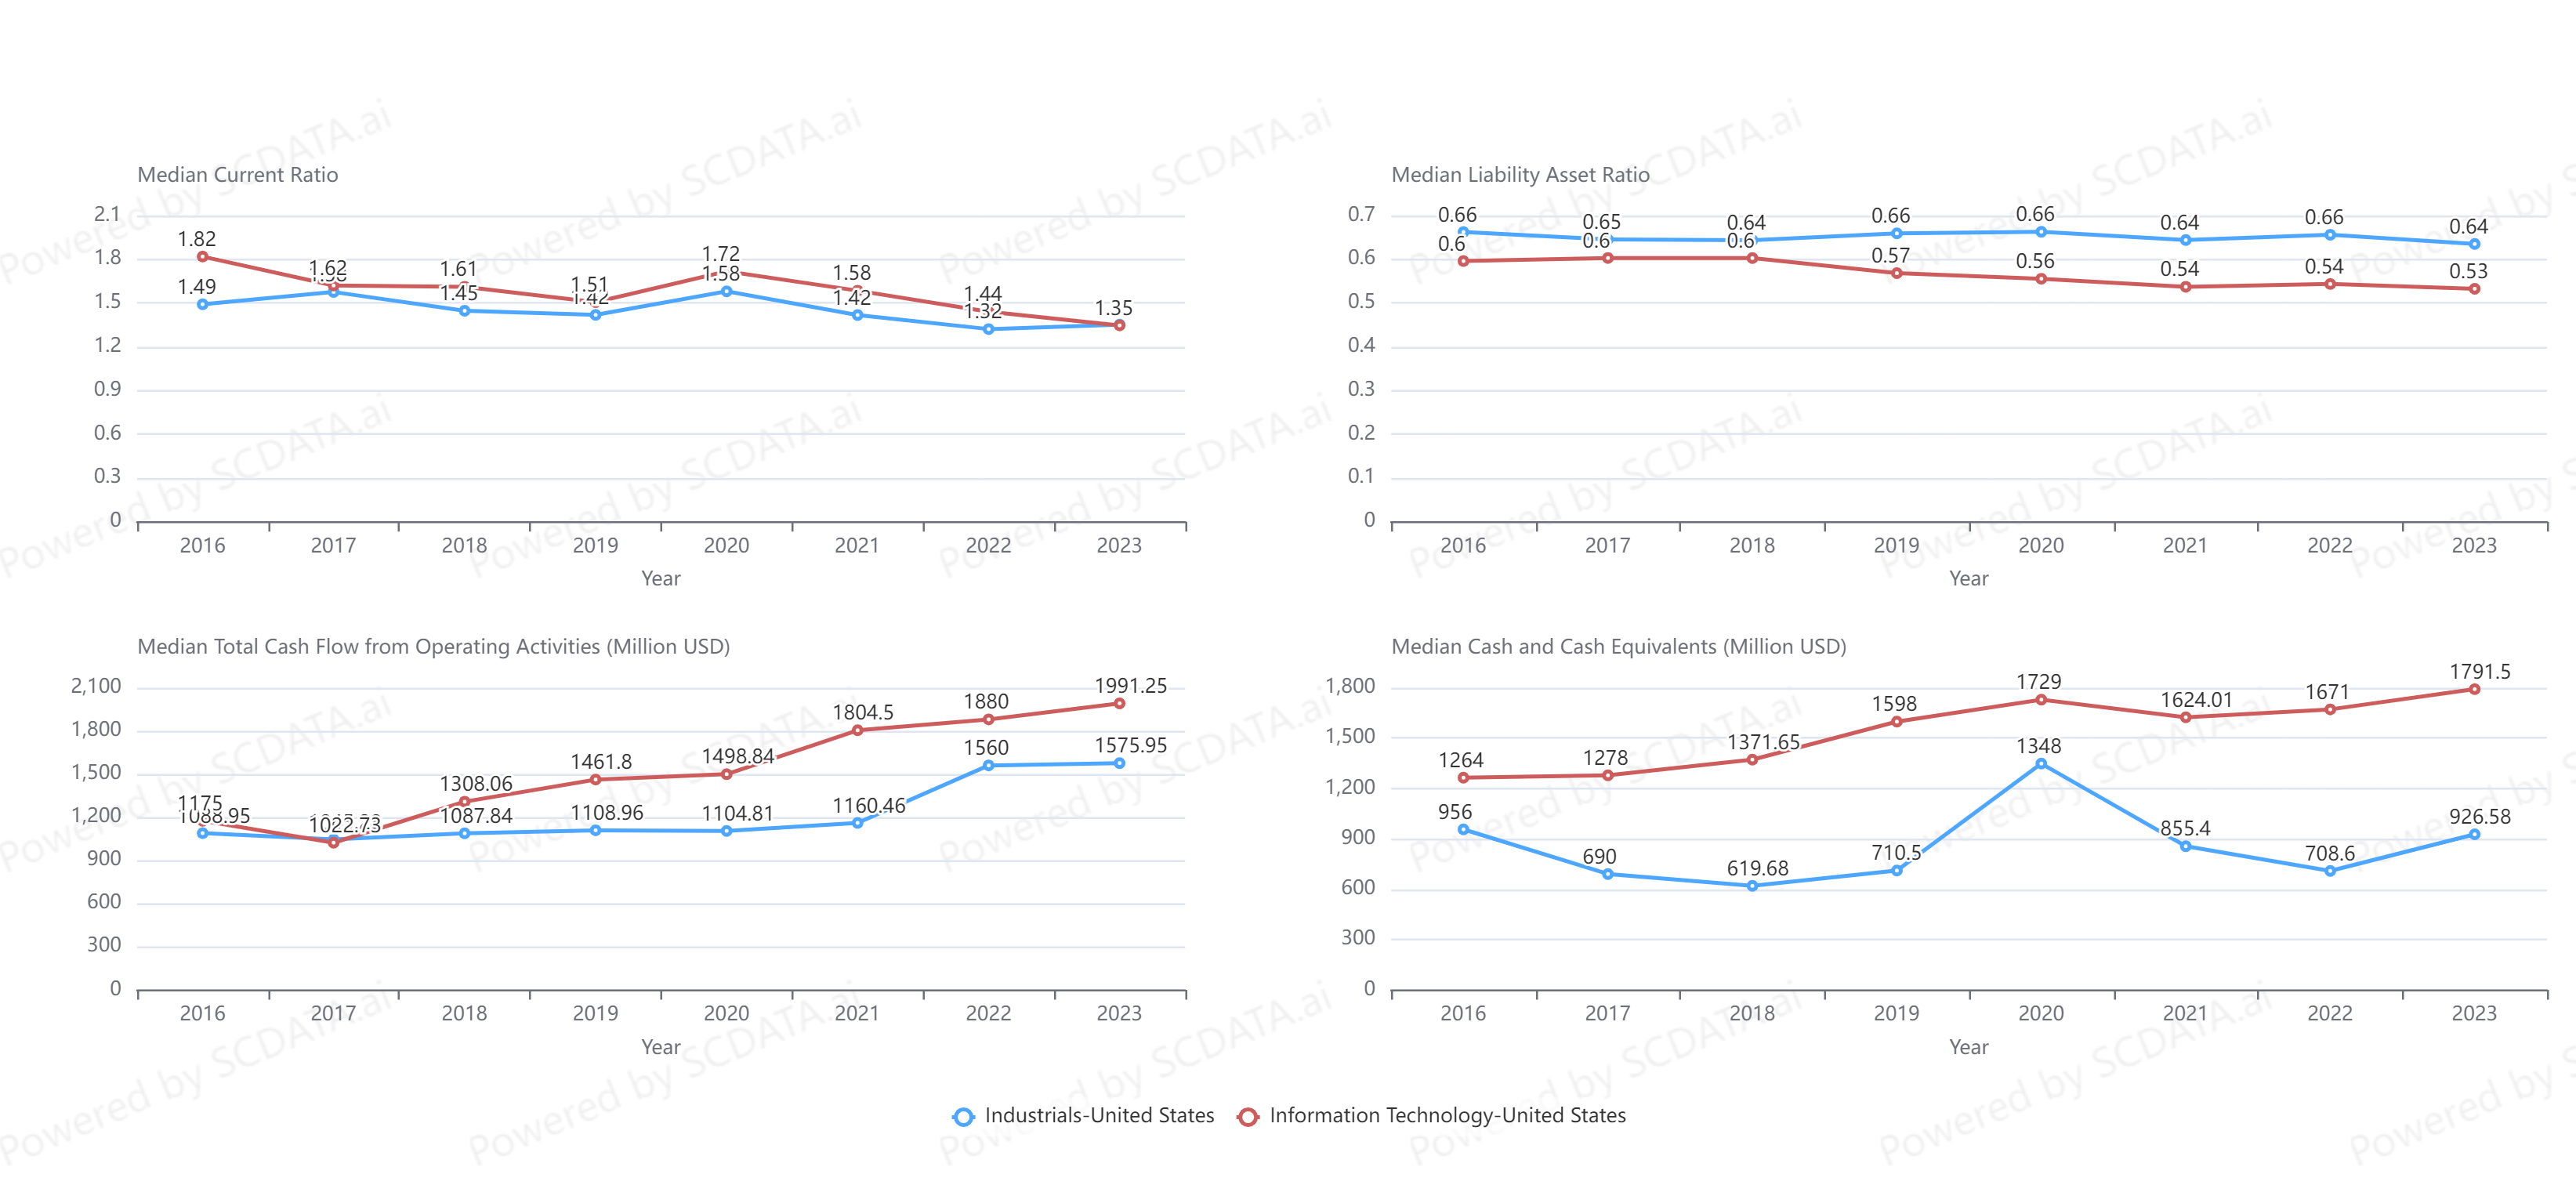 Median Current Ratio
2.1
1.8
1.5
1.2
0.9
0.6
0.3
0
1.82
1.62
1.61
1.51
1.72
1.58
1.44
1.35
1.49
1.45
1.42
1.58
1.42
1.32
2016 2017 2018 2019 2020 2021 2022 2023
Year
Median Liability Asset Ratio
0.7
0.6
0.5
0.4
0.3
0.2
0.1
0
0.66 0.65 0.64 0.66 0.66 0.64 0.66 0.64
0.6 0.6 0.6 0.57 0.56 0.54 0.54 0.53
2016 2017 2018 2019 2020 2021 2022 2023
Year
Median Total Cash Flow from Operating Activities (Million USD)
2,100
1,800
1,500
1,200
900
600
300
0
1175 1022.73 1308.06 1461.8 1498.84 1804.5 1880 1991.25
1088.95 1087.84 1108.96 1104.81 1160.46 1560 1575.95
2016 2017 2018 2019 2020 2021 2022 2023
Year
Median Cash and Cash Equivalents (Million USD)
1,800
1,500
1,200
900
600
300
0
1264 1278 1371.65 1598 1729 1624.01 1671 1791.5
956 690 619.68 710.5 1348 855.4 708.6 926.58
2016 2017 2018 2019 2020 2021 2022 2023
Year
Industrials-United States Information Technology-United States
Powered by SCDATA.ai